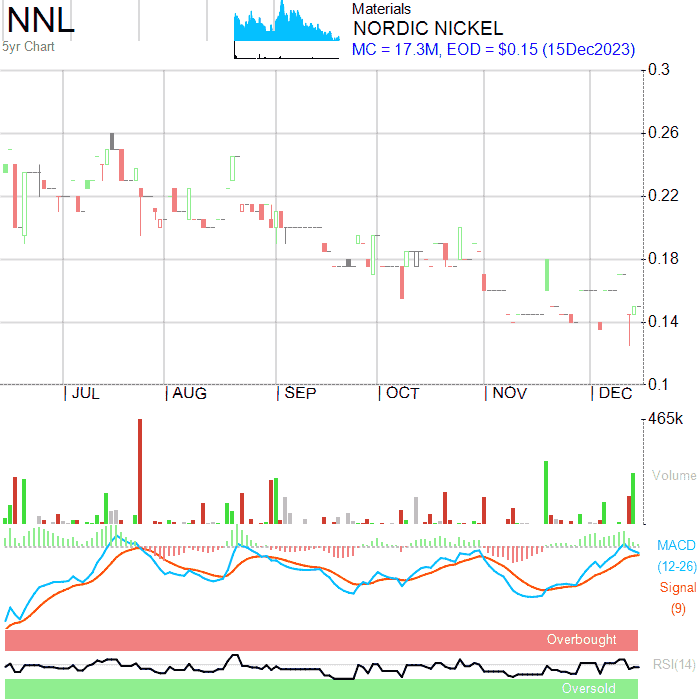 NNL
5yr Chart
Materials
NORDIC NICKEL
MC = 17.3M, EOD = $0.15 (15Dec2023)
0.3
0.26
0.22
0.18
0.14
0.1
JUL AUG SEP OCT NOV DEC
465k
Volume
MACD
(12-26)
Signal
(9)
Overbought
RSI(14)
Oversold